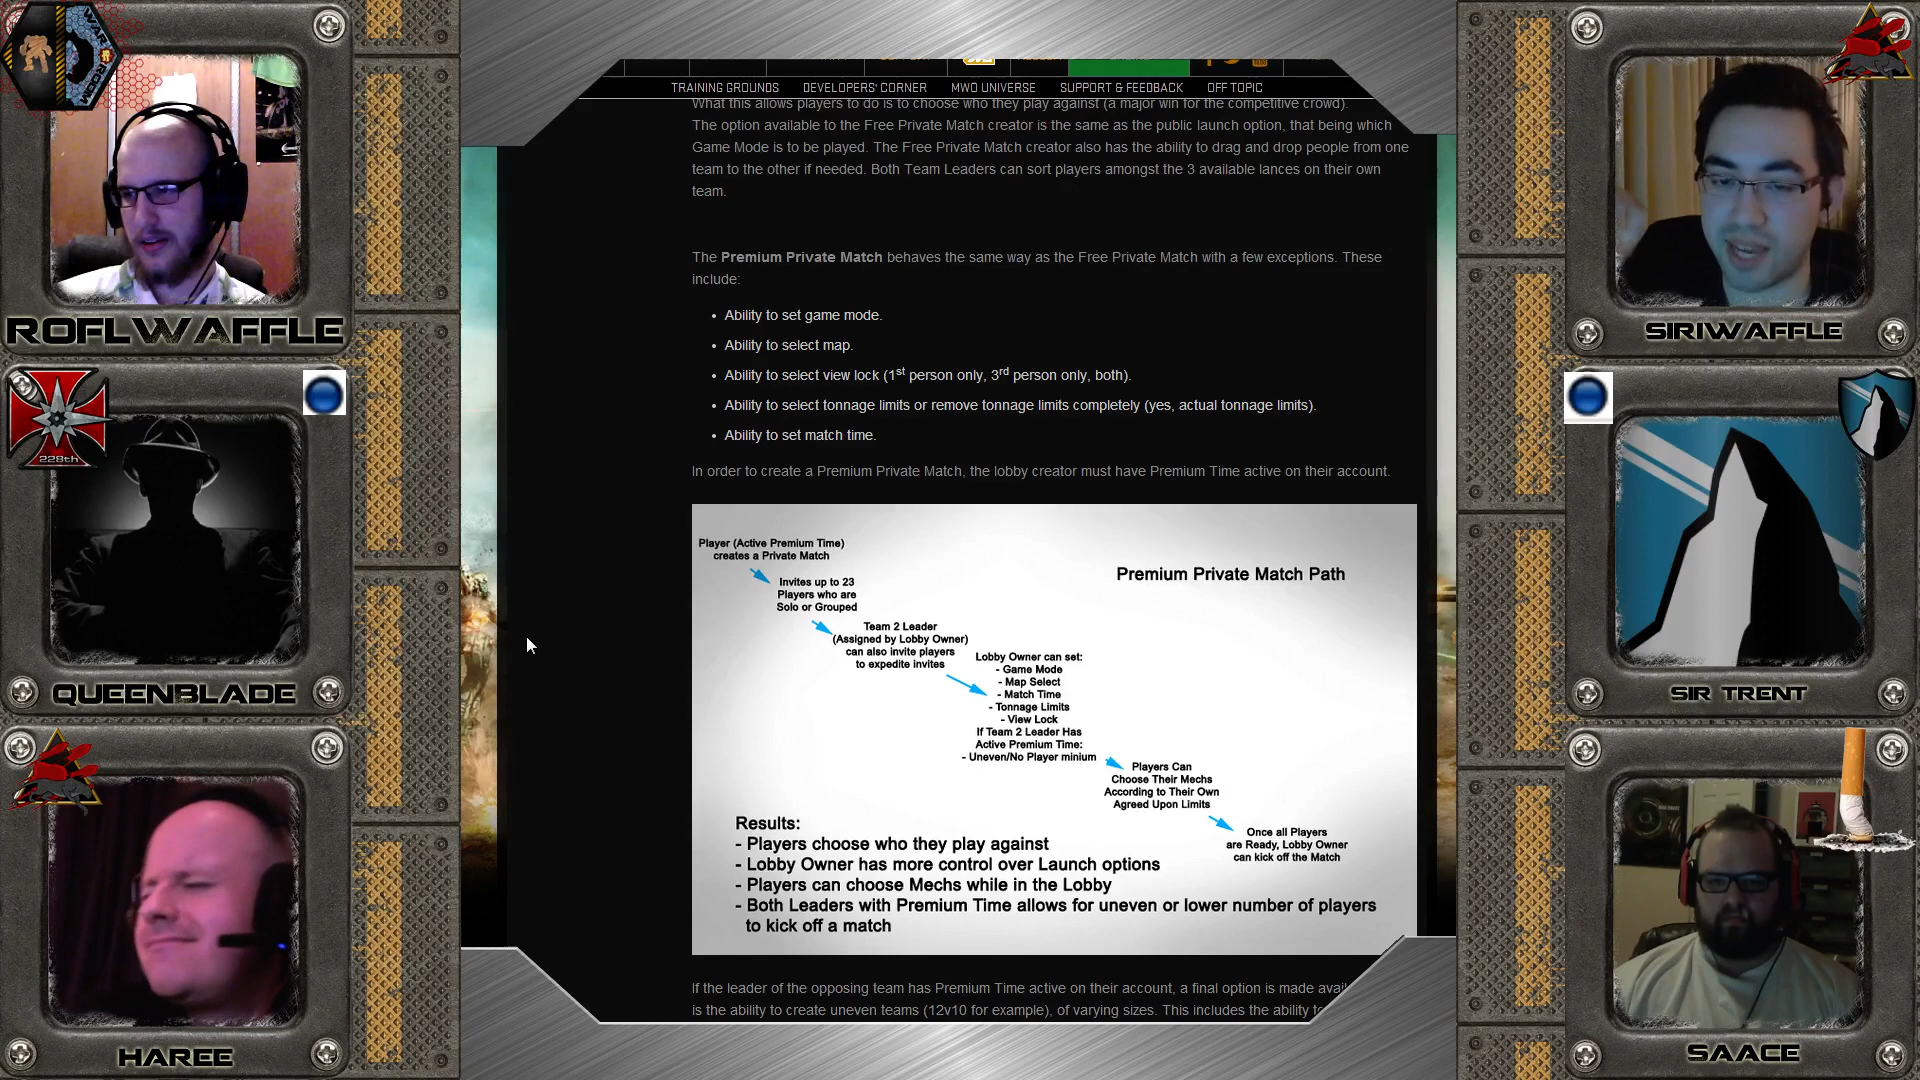 WAR ROOM
TRAINING GROUNDS DEVELOPERS' CORNER MWO UNIVERSE SUPPORT & FEEDBACK OFF TOPIC
What this allows players to do is to choose who they play against (a major win for the competitive crowd).
The option available to the Free Private Match creator is the same as the public launch option, that being which
Game Mode is to be played. The Free Private Match creator also has the ability to drag and drop people from one
team to the other if needed. Both Team Leaders can sort players amongst the 3 available lances on their own
team.
The Premium Private Match behaves the same way as the Free Private Match with a few exceptions. These
include:
• Ability to set game mode.
• Ability to select map.
• Ability to select view lock (1st person only, 3rd person only, both).
• Ability to select tonnage limits or remove tonnage limits completely (yes, actual tonnage limits).
• Ability to set match time.
In order to create a Premium Private Match, the lobby creator must have Premium Time active on their account.
Premium Private Match Path
Player (Active Premium Time)
creates a Private Match
Invites up to 23
Players who are
Solo or Grouped
Team 2 Leader
(Assigned by Lobby Owner)
can also invite players
to expedite invites
Lobby Owner can set:
- Game Mode
- Map Select
- Match Time
- Tonnage Limits
- View Lock
If Team 2 Leader Has
Active Premium Time:
- Uneven/No Player minium
Players Can
Choose Their Mechs
According to Their Own
Agreed Upon Limits
Once all Players
are Ready, Lobby Owner
can kick off the Match
Results:
- Players choose who they play against
- Lobby Owner has more control over Launch options
- Players can choose Mechs while in the Lobby
- Both Leaders with Premium Time allows for uneven or lower number of players
to kick off a match
If the leader of the opposing team has Premium Time active on their account, a final option is made
is the ability to create uneven teams (12v10 for example), of varying sizes. This includes the ability
ROFLWAFFLE
228th
QUEENBLADE
HAREE
SIRIWAFFLE
SIR TRENT
SAACE